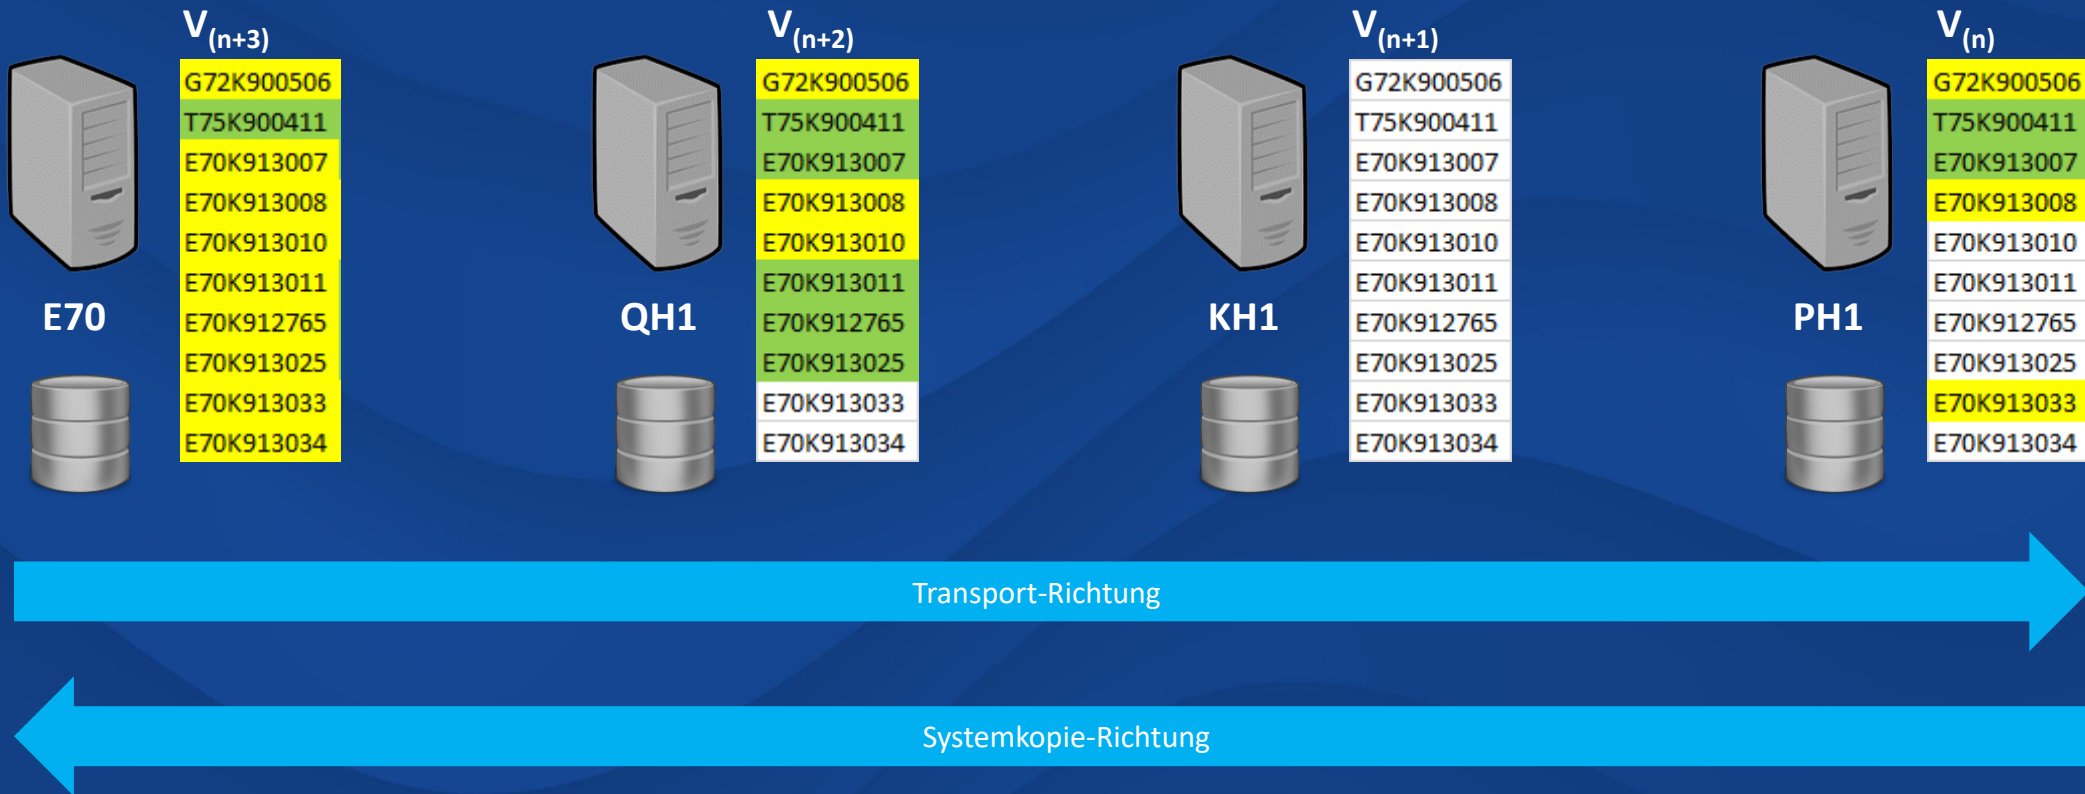 V(n+3)
G72K900506
T75K900411
E70K913007
E70K913008
E70K913010
E70K913011
E70K912765
E70K913025
E70K913033
E70K913034
E70
V(n+2)
G72K900506
T75K900411
E70K913007
E70K913008
E70K913010
E70K913011
E70K912765
E70K913025
E70K913033
E70K913034
QH1
V(n+1)
G72K900506
T75K900411
E70K913007
E70K913008
E70K913010
E70K913011
E70K912765
E70K913025
E70K913033
E70K913034
KH1
V(n)
G72K900506
T75K900411
E70K913007
E70K913008
E70K913010
E70K913011
E70K912765
E70K913025
E70K913033
E70K913034
PH1
Transport-Richtung
Systemkopie-Richtung